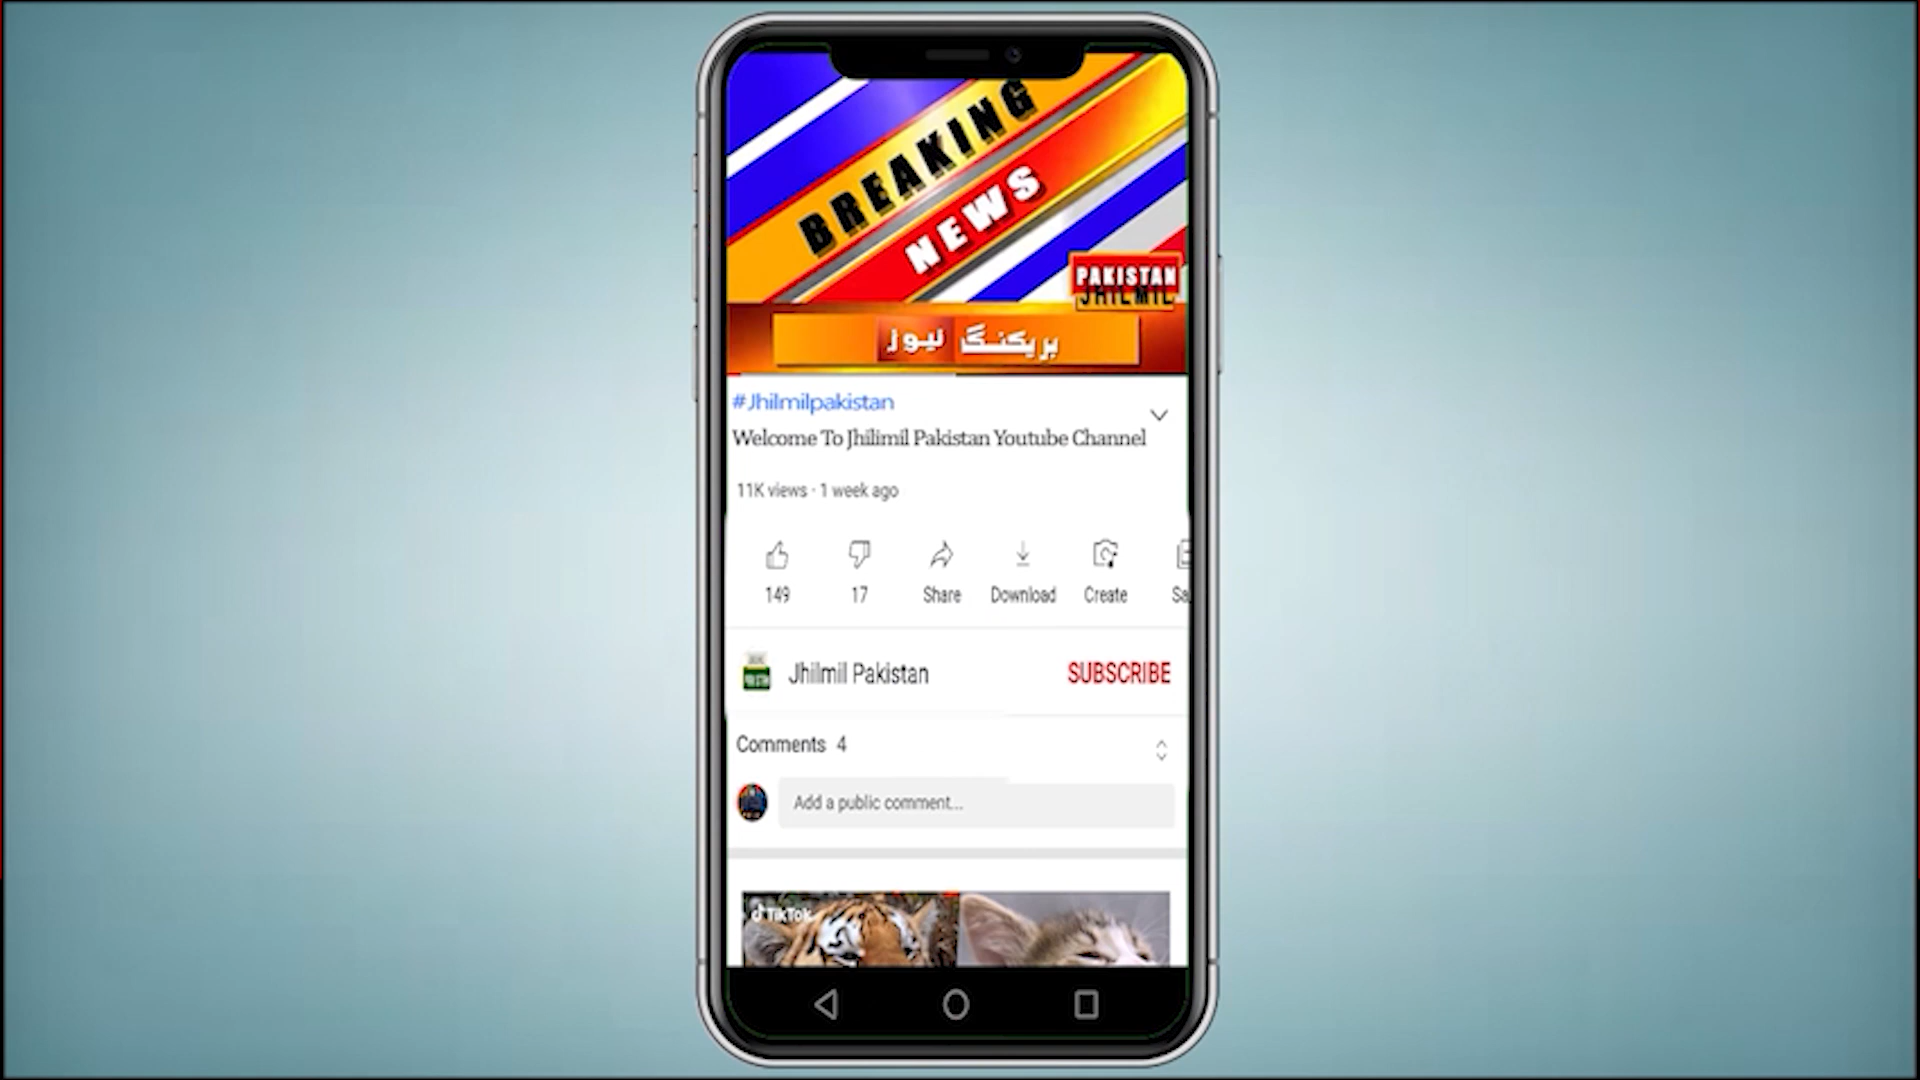 BREAKING
NEWS
PAKISTAN
JHILMIL
بریکنگ نیوز
#Jhilmilpakistan
Welcome To Jhilimil Pakistan Youtube Channel
11K views · 1 week ago
149
17
Share
Download
Create
Sa
Jhilmil Pakistan
SUBSCRIBE
Comments 4
Add a public comment...
TikTok